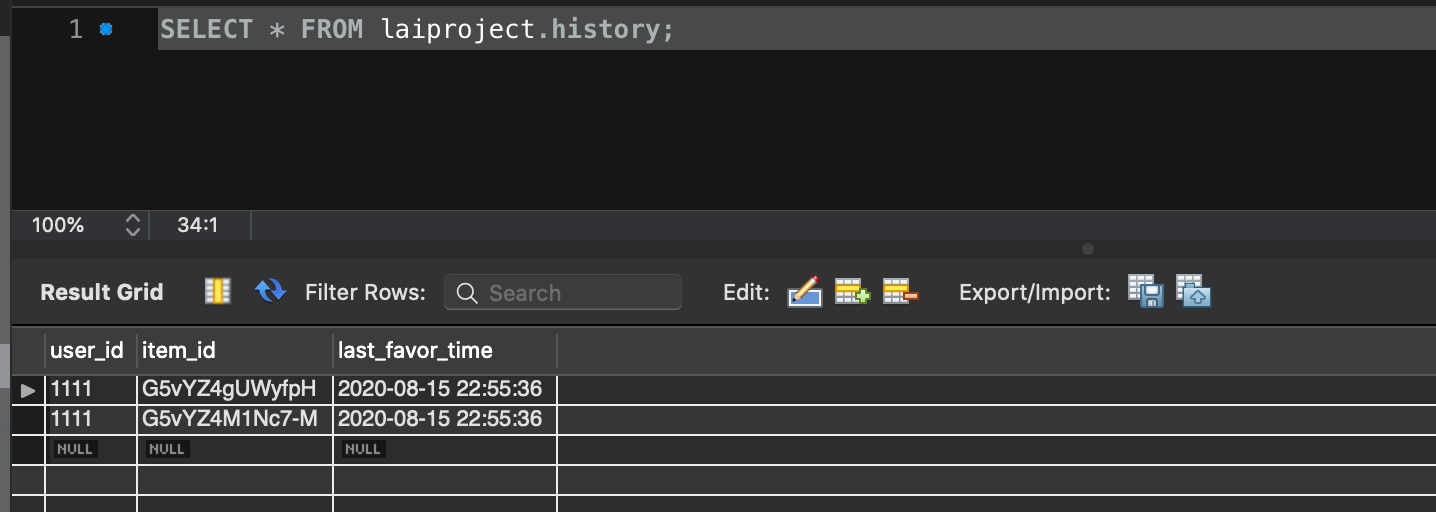 1 SELECT * FROM laiproject.history;
100% 34:1
Result Grid Filter Rows: Search Edit: Export/Import:
user_id item_id last_favor_time
1111 G5vYZ4gUWyfpH 2020-08-15 22:55:36
1111 G5vYZ4M1Nc7-M 2020-08-15 22:55:36
NULL NULL NULL